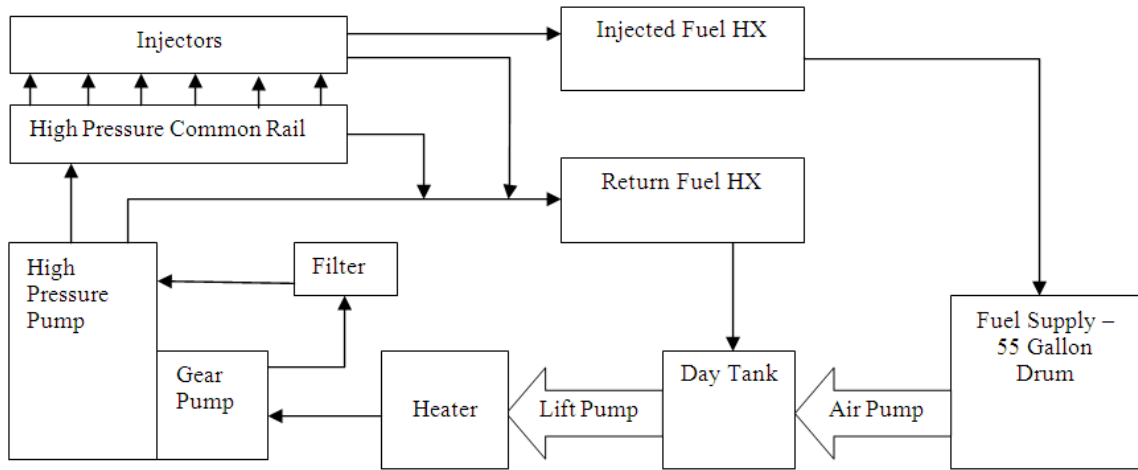 Injectors
Injected Fuel HX
High Pressure Common Rail
Return Fuel HX
High
Pressure
Pump
Filter
Gear
Pump
Heater
Lift Pump
Day Tank
Air Pump
Fuel Supply –
55 Gallon
Drum